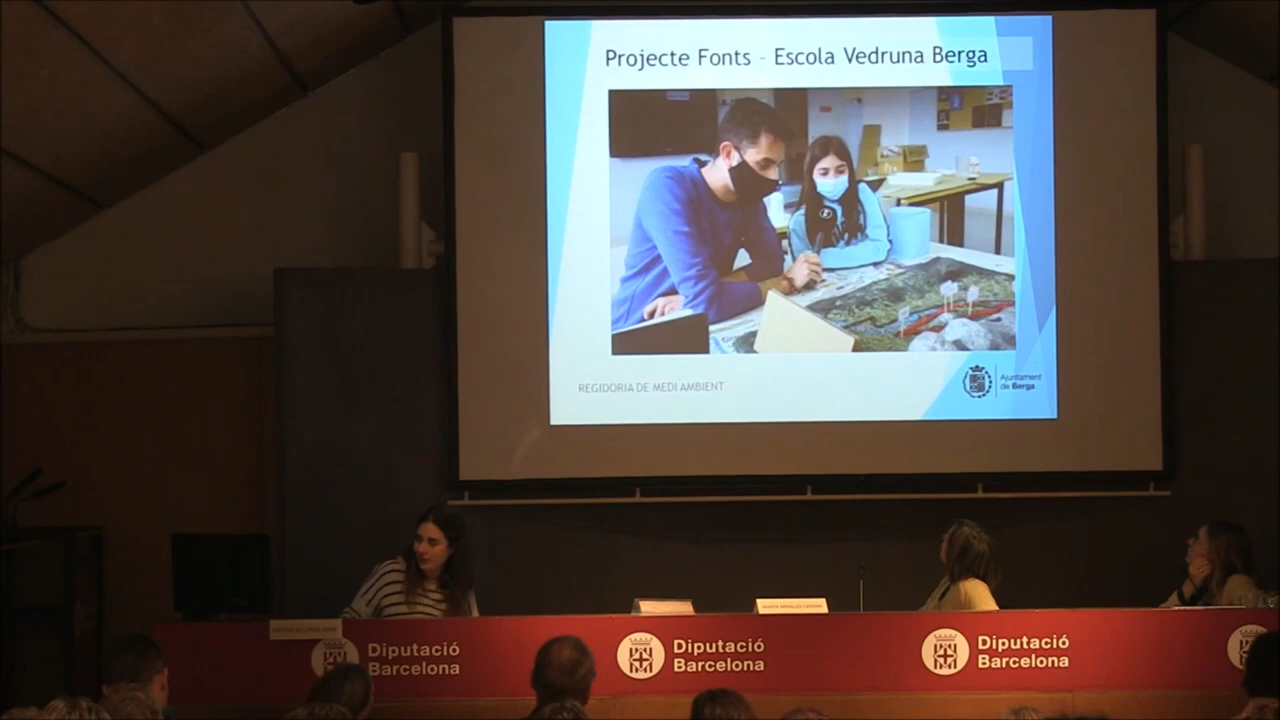 Projecte Fonts - Escola Vedruna Berga
REGIDORIA DE MEDI AMBIENT
Ajuntament
de Berga
Diputació
Barcelona
Diputació
Barcelona
Diputació
Barcelona